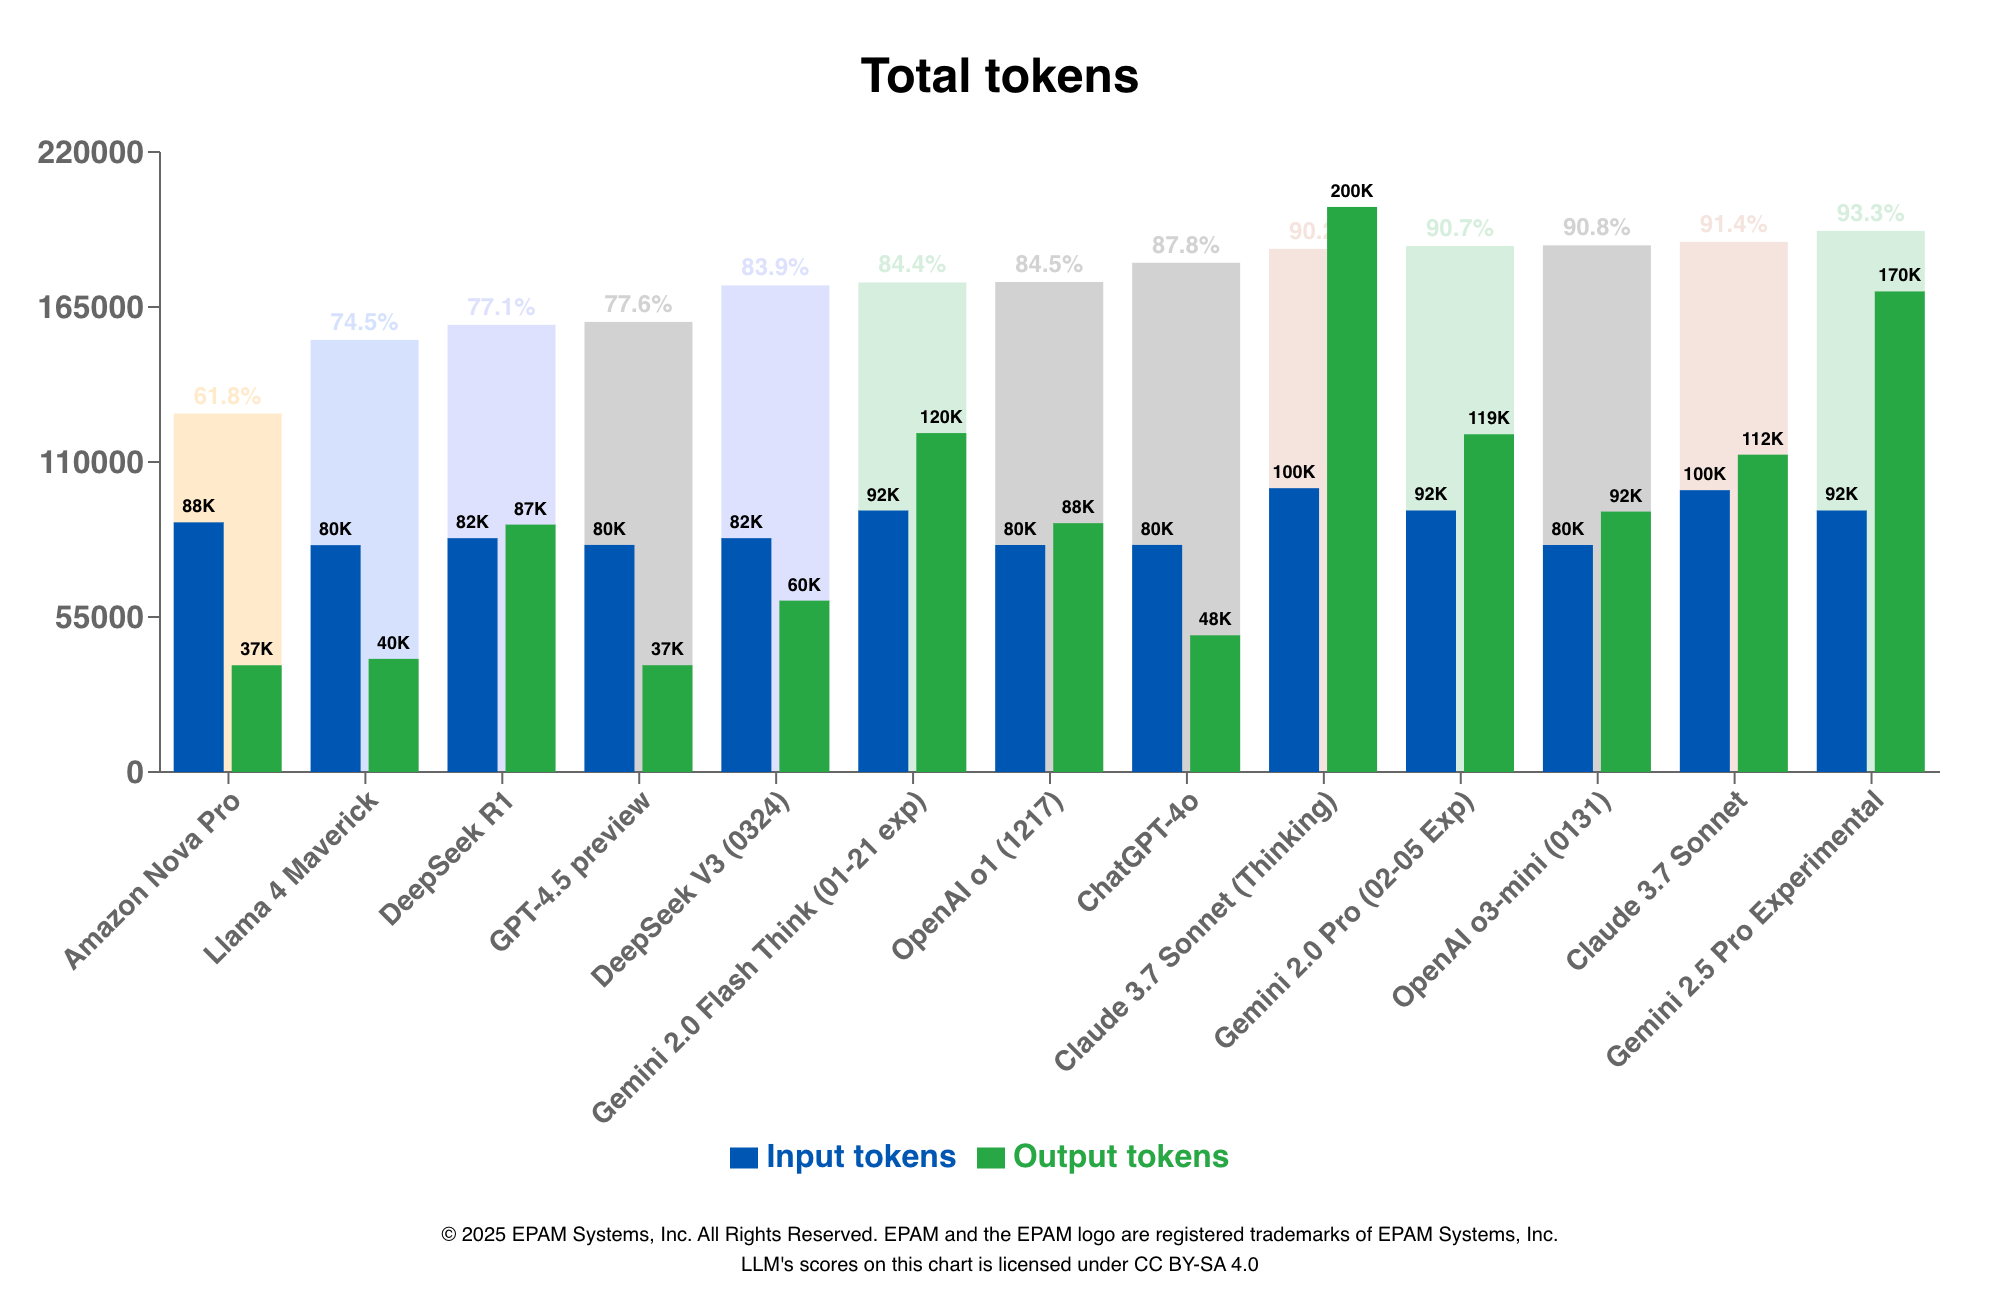 Total tokens
220000
165000
110000
55000
0
61.8%
74.5%
77.1%
77.6%
83.9%
84.4%
84.5%
87.8%
90.7%
90.8%
91.4%
93.3%
88K
37K
80K
40K
82K
87K
80K
37K
82K
60K
92K
120K
80K
88K
80K
48K
100K
200K
92K
119K
80K
92K
100K
112K
92K
170K
Amazon Nova Pro
Llama 4 Maverick
DeepSeek R1
GPT-4.5 preview
DeepSeek V3 (0324)
Gemini 2.0 Flash Think (01-21 exp)
OpenAI o1 (1217)
ChatGPT-4o
Claude 3.7 Sonnet (Thinking)
Gemini 2.0 Pro (02-05 Exp)
OpenAI o3-mini (0131)
Claude 3.7 Sonnet
Gemini 2.5 Pro Experimental
Input tokens
Output tokens
© 2025 EPAM Systems, Inc. All Rights Reserved. EPAM and the EPAM logo are registered trademarks of EPAM Systems, Inc.
LLM's scores on this chart is licensed under CC BY-SA 4.0